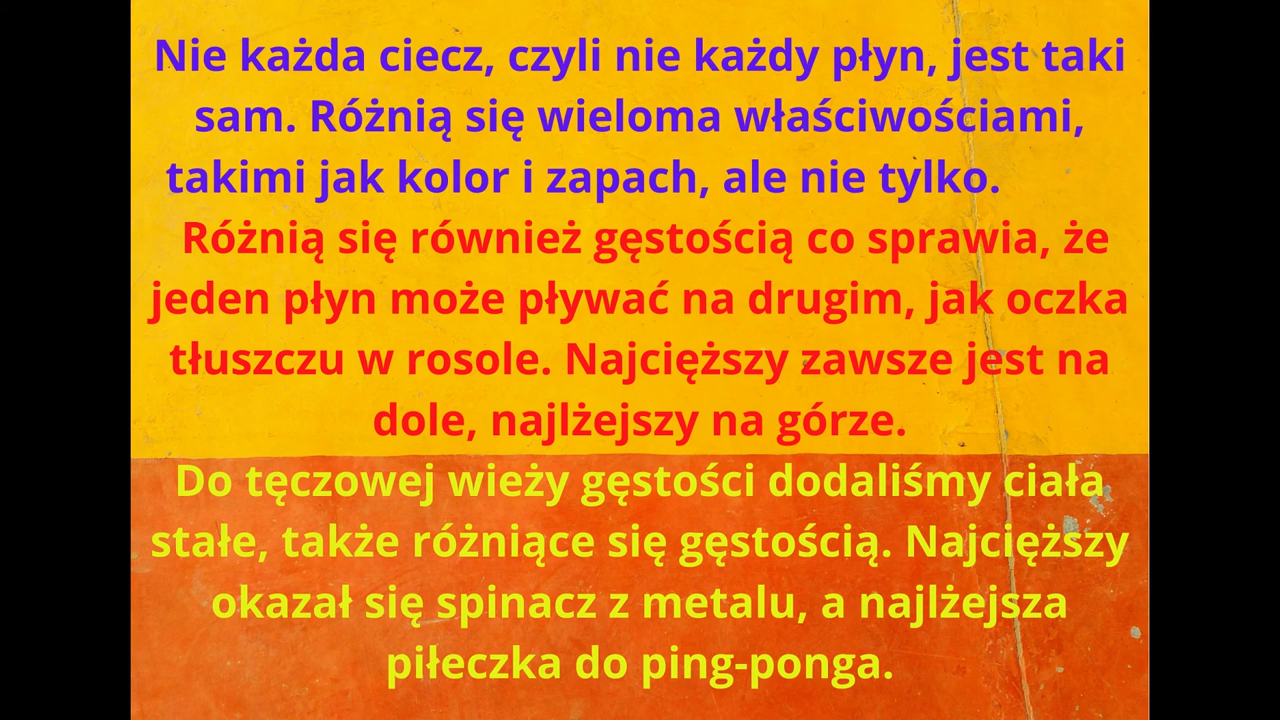 Nie każda ciecz, czyli nie każdy płyn, jest taki
sam. Różnią się wieloma właściwościami,
takimi jak kolor i zapach, ale nie tylko.
Różnią się również gęstością co sprawia, że
jeden płyn może pływać na drugim, jak oczka
tłuszczu w rosole. Najcięższy zawsze jest na
dole, najlżejszy na górze.
Do tęczowej wieży gęstości dodaliśmy ciała
stałe, także różniące się gęstością. Najcięższy
okazał się spinacz z metalu, a najlżejsza
piłeczka do ping-ponga.